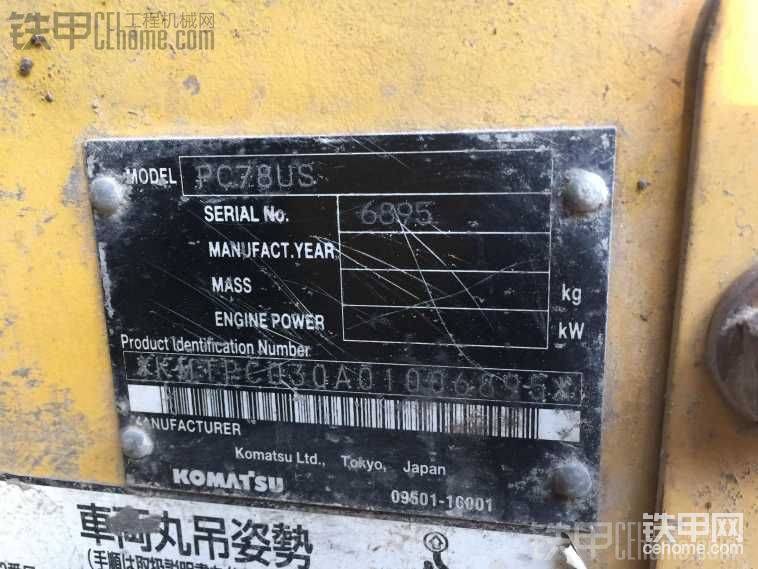 铁甲 工程机械网
CEhome.com
MODEL PC78US
SERIAL No. 6895
MANUFACT.YEAR
MASS kg
ENGINE POWER kW
Product Identification Number
*KMTPC030A01006895*
MANUFACTURER
Komatsu Ltd., Tokyo, Japan
KOMATSU 09501-16001
車両丸吊姿勢
铁甲网
www.cehome.com